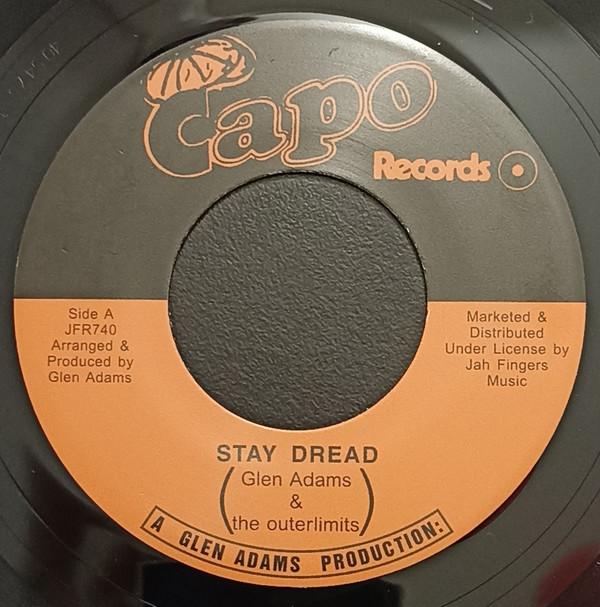 Capo
Records
Side A
JFR740
Arranged &
Produced by
Glen Adams
Marketed &
Distributed
Under License by
Jah Fingers
Music
STAY DREAD
(Glen Adams
&
the outerlimits)
A GLEN ADAMS PRODUCTION: